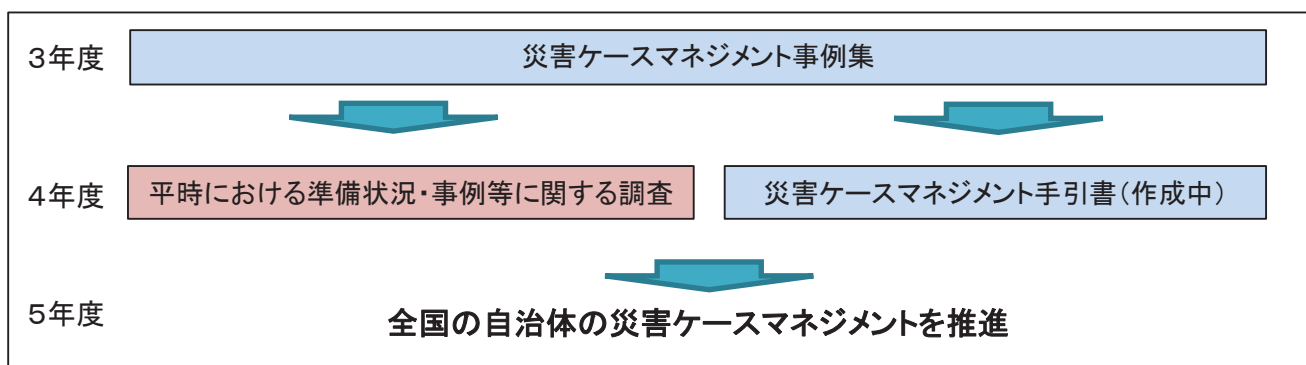 3年度
災害ケースマネジメント事例集
4年度
平時における準備状況・事例等に関する調査
災害ケースマネジメント手引書(作成中)
5年度
全国の自治体の災害ケースマネジメントを推進